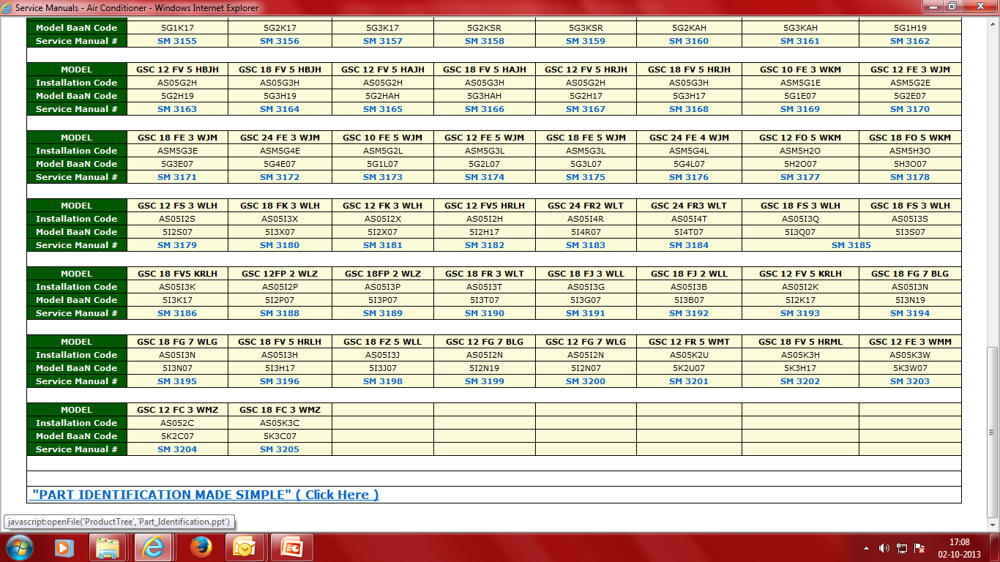 Service Manuals - Air Conditioner - Windows Internet Explorer
Model BaaN Code 5G1K17 5G2K17 5G3K17 5G2KSR 5G3KSR 5G2KAH 5G3KAH 5G1H19
Service Manual # SM 3155 SM 3156 SM 3157 SM 3158 SM 3159 SM 3160 SM 3161 SM 3162
MODEL GSC 12 FV 5 HBJH GSC 18 FV 5 HBJH GSC 12 FV 5 HAJH GSC 18 FV 5 HAJH GSC 12 FV 5 HRJH GSC 18 FV 5 HRJH GSC 10 FE 3 WKM GSC 12 FE 3 WJM
Installation Code AS05G2H AS05G3H AS05G2H AS05G3H AS05G2H AS05G3H ASM5G1E ASM5G2E
Model BaaN Code 5G2H19 5G3H19 5G2HAH 5G3HAH 5G2H17 5G3H17 5G1E07 5G2E07
Service Manual # SM 3163 SM 3164 SM 3165 SM 3166 SM 3167 SM 3168 SM 3169 SM 3170
MODEL GSC 18 FE 3 WJM GSC 24 FE 3 WJM GSC 10 FE 5 WJM GSC 12 FE 5 WJM GSC 18 FE 5 WJM GSC 24 FE 4 WJM GSC 12 FO 5 WKM GSC 18 FO 5 WKM
Installation Code ASM5G3E ASM5G4E ASM5G2L ASM5G3L ASM5G3L ASM5G4L ASM5H2O ASM5H3O
Model BaaN Code 5G3E07 5G4E07 5G1L07 5G2L07 5G3L07 5G4L07 5H2O07 5H3O07
Service Manual # SM 3171 SM 3172 SM 3173 SM 3174 SM 3175 SM 3176 SM 3177 SM 3178
MODEL GSC 12 FS 3 WLH GSC 18 FK 3 WLH GSC 12 FK 3 WLH GSC 12 FV5 HRLH GSC 24 FR2 WLT GSC 24 FR3 WLT GSC 18 FS 3 WLH GSC 18 FS 3 WLH
Installation Code AS05I2S AS05I3X AS05I2X AS05I2H AS05I4R AS05I4T AS05I3Q AS05I3S
Model BaaN Code 5I2S07 5I3X07 5I2X07 5I2H17 5I4R07 5I4T07 5I3Q07 5I3S07
Service Manual # SM 3179 SM 3180 SM 3181 SM 3182 SM 3183 SM 3184 SM 3185
MODEL GSC 18 FV5 KRLH GSC 12FP 2 WLZ GSC 18FP 2 WLZ GSC 18 FR 3 WLT GSC 18 FJ 3 WLL GSC 18 FJ 2 WLL GSC 12 FV 5 KRLH GSC 18 FG 7 BLG
Installation Code AS05I3K AS05I2P AS05I3P AS05I3T AS05I3G AS05I3B AS05I2K AS05I3N
Model BaaN Code 5I3K17 5I2P07 5I3P07 5I3T07 5I3G07 5I3B07 5I2K17 5I3N19
Service Manual # SM 3186 SM 3188 SM 3189 SM 3190 SM 3191 SM 3192 SM 3193 SM 3194
MODEL GSC 18 FG 7 WLG GSC 18 FV 5 HRLH GSC 18 FZ 5 WLL GSC 12 FG 7 BLG GSC 12 FG 7 WLG GSC 12 FR 5 WMT GSC 18 FV 5 HRML GSC 12 FE 3 WMM
Installation Code AS05I3N AS05I3H AS05I3J AS05I2N AS05I2N AS05K2U AS05K3H AS05K3W
Model BaaN Code 5I3N07 5I3H17 5I3J07 5I2N19 5I2N07 5K2U07 5K3H17 5K3W07
Service Manual # SM 3195 SM 3196 SM 3198 SM 3199 SM 3200 SM 3201 SM 3202 SM 3203
MODEL GSC 12 FC 3 WMZ GSC 18 FC 3 WMZ
Installation Code AS052C AS05K3C
Model BaaN Code 5K2C07 5K3C07
Service Manual # SM 3204 SM 3205
"PART IDENTIFICATION MADE SIMPLE" ( Click Here )
javascript:openFile('ProductTree','Part_Identification.ppt')
17:08
02-10-2013